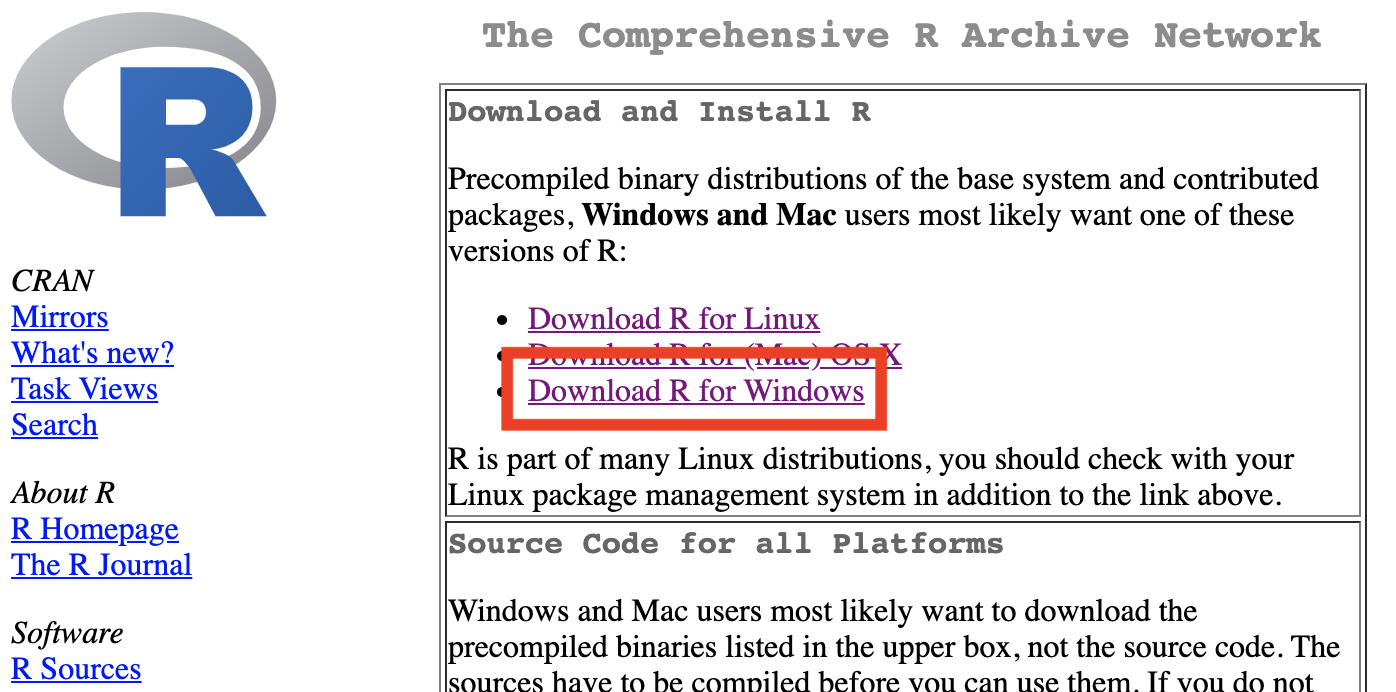 The Comprehensive R Archive Network
R
CRAN
Mirrors
What's new?
Task Views
Search
About R
R Homepage
The R Journal
Software
R Sources
Download and Install R
Precompiled binary distributions of the base system and contributed
packages, Windows and Mac users most likely want one of these
versions of R:
• Download R for Linux
• Download R for (Mac) OS X
• Download R for Windows
R is part of many Linux distributions, you should check with your
Linux package management system in addition to the link above.
Source Code for all Platforms
Windows and Mac users most likely want to download the
precompiled binaries listed in the upper box, not the source code. The
sources have to be compiled before you can use them. If you do not